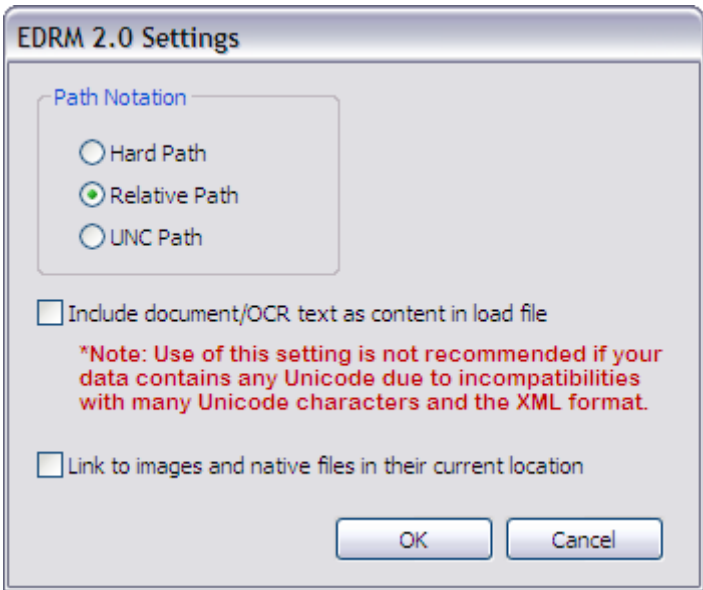 EDRM 2.0 Settings
Path Notation
Hard Path
Relative Path
UNC Path
Include document/OCR text as content in load file
*Note: Use of this setting is not recommended if your
data contains any Unicode due to incompatibilities
with many Unicode characters and the XML format.
Link to images and native files in their current location
OK Cancel